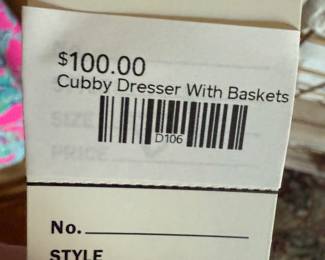 $100.00
Cubby Dresser With Baskets
D106
SIZE
PRICE
No.
STYLE